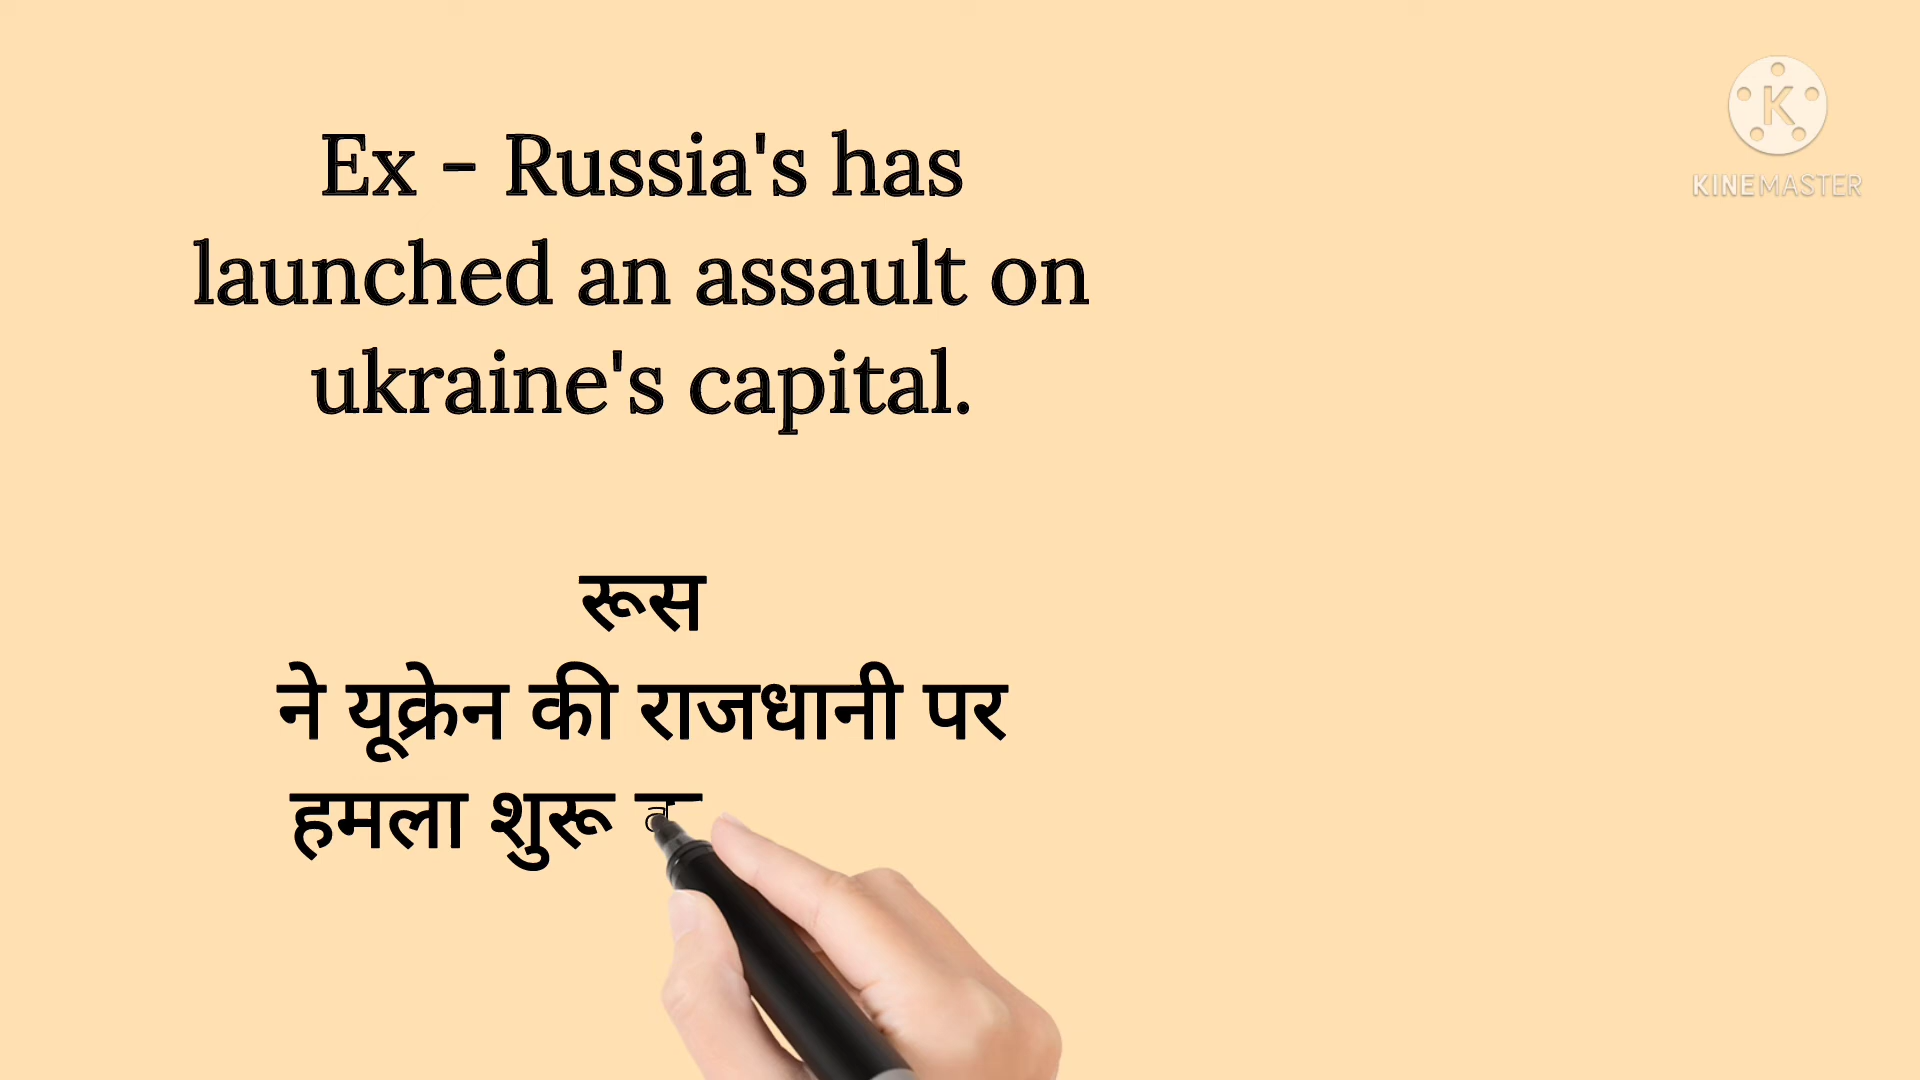 Ex - Russia's has
launched an assault on
ukraine's capital.
रूस
ने यूक्रेन की राजधानी पर
हमला शुरू
KINEMASTER